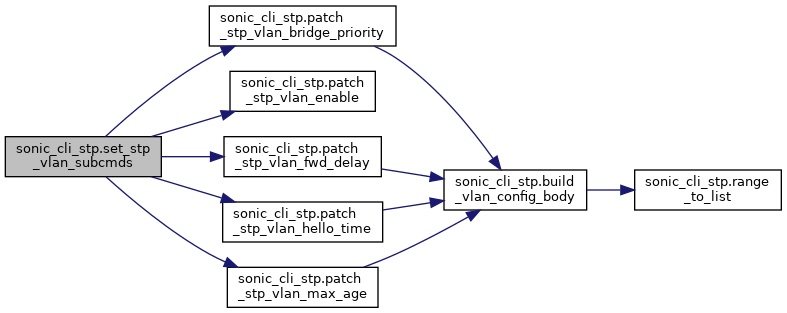 sonic_cli_stp.patch
_stp_vlan_bridge_priority
sonic_cli_stp.patch
_stp_vlan_enable
sonic_cli_stp.set_stp
_vlan_subcmds
sonic_cli_stp.patch
_stp_vlan_fwd_delay
sonic_cli_stp.build
_vlan_config_body
sonic_cli_stp.range
_to_list
sonic_cli_stp.patch
_stp_vlan_hello_time
sonic_cli_stp.patch
_stp_vlan_max_age